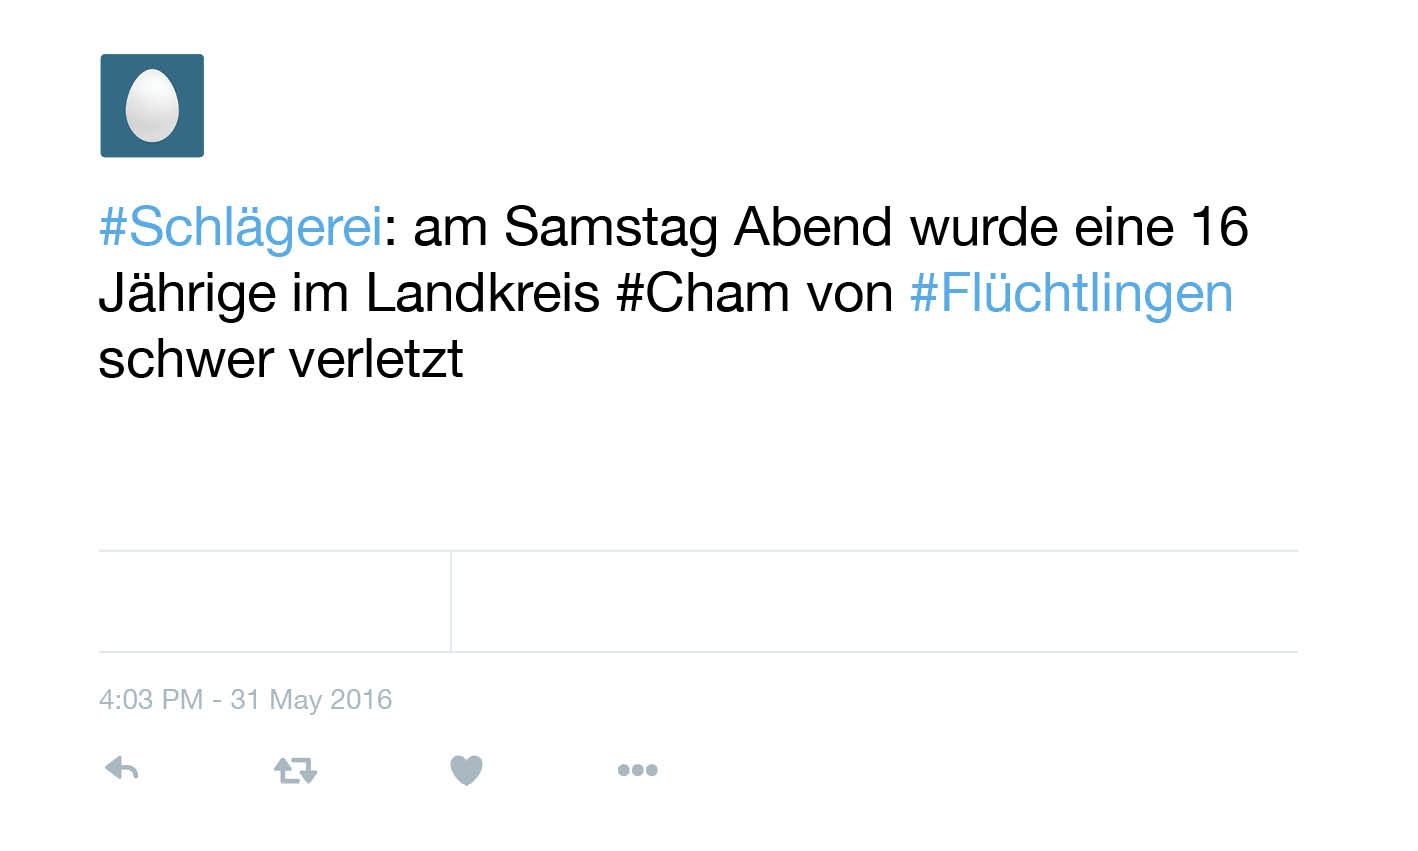 #Schlägerei: am Samstag Abend wurde eine 16
Jährige im Landkreis #Cham von #Flüchtlingen
schwer verletzt
4:03 PM - 31 May 2016